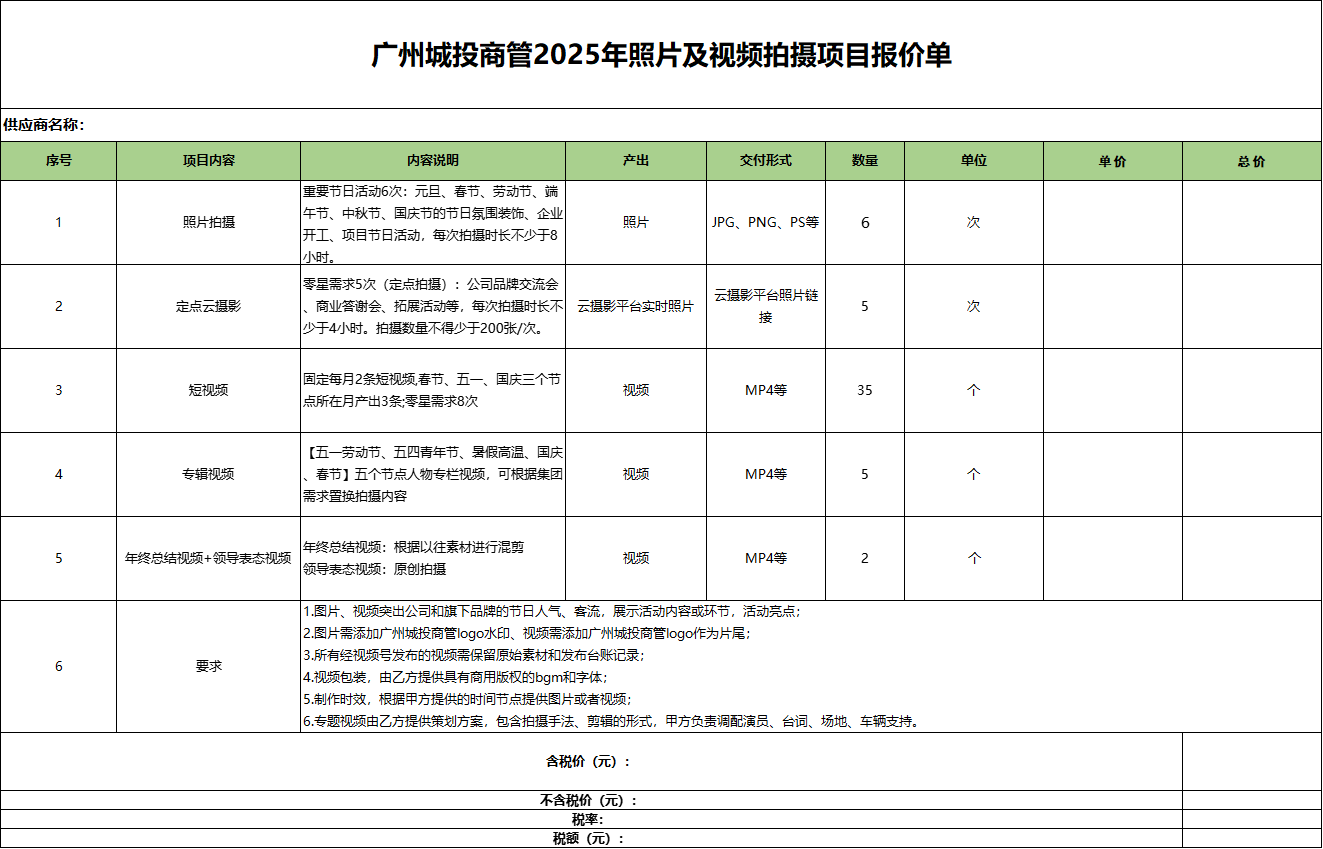 广州城投商管2025年照片及视频拍摄项目报价单
供应商名称：
序号 项目内容 内容说明 产出 交付形式 数量 单位 单价 总价
1 照片拍摄
重要节日活动6次：元旦、春节、劳动节、端
午节、中秋节、国庆节的节日氛围装饰、企业
开工、项目节日活动，每次拍摄时长不少于8
小时。
照片 JPG、PNG、PS等 6 次
2 定点云摄影
零星需求5次（定点拍摄）：公司品牌交流会
、商业答谢会、拓展活动等，每次拍摄时长不
少于4小时。拍摄数量不得少于200张/次。
云摄影平台实时照片
云摄影平台照片链
接
5 次
3 短视频
固定每月2条短视频,春节、五一、国庆三个节
点所在月产出3条;零星需求8次
视频 MP4等 35 个
4 专辑视频
【五一劳动节、五四青年节、暑假高温、国庆
、春节】五个节点人物专栏视频，可根据集团
需求置换拍摄内容
视频 MP4等 5 个
5 年终总结视频+领导表态视频
年终总结视频：根据以往素材进行混剪
领导表态视频：原创拍摄
视频 MP4等 2 个
6 要求
1.图片、视频突出公司和旗下品牌的节日人气、客流，展示活动内容或环节，活动亮点；
2.图片需添加广州城投商管logo水印、视频需添加广州城投商管logo作为片尾；
3.所有经视频号发布的视频需保留原始素材和发布台账记录；
4.视频包装，由乙方提供具有商用版权的bgm和字体；
5.制作时效，根据甲方提供的时间节点提供图片或者视频；
6.专题视频由乙方提供策划方案，包含拍摄手法、剪辑的形式，甲方负责调配演员、台词、场地、车辆支持。
含税价（元）：
不含税价（元）：
税率：
税额（元）：